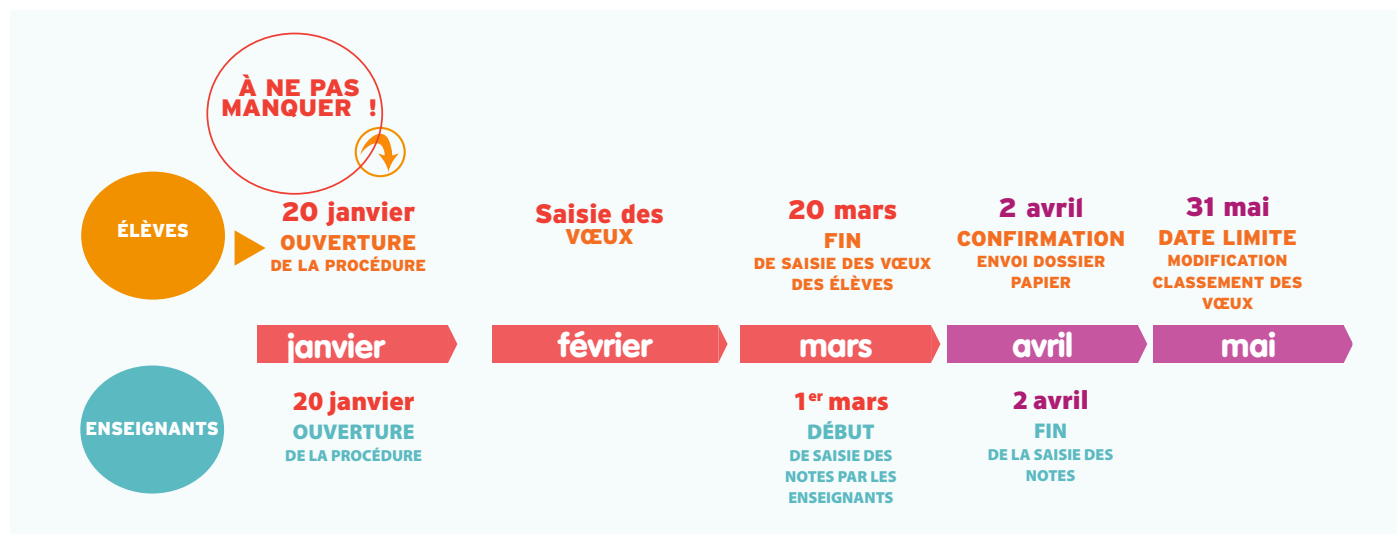 À NE PAS
MANQUER !
ÉLÈVES
20 janvier
OUVERTURE
DE LA PROCÉDURE
Saisie des
VŒUX
20 mars
FIN
DE SAISIE DES VŒUX
DES ÉLÈVES
2 avril
CONFIRMATION
ENVOI DOSSIER
PAPIER
31 mai
DATE LIMITE
MODIFICATION
CLASSEMENT DES
VŒUX
janvier
février
mars
avril
mai
ENSEIGNANTS
20 janvier
OUVERTURE
DE LA PROCÉDURE
1er mars
DÉBUT
DE SAISIE DES
NOTES PAR LES
ENSEIGNANTS
2 avril
FIN
DE LA SAISIE DES
NOTES